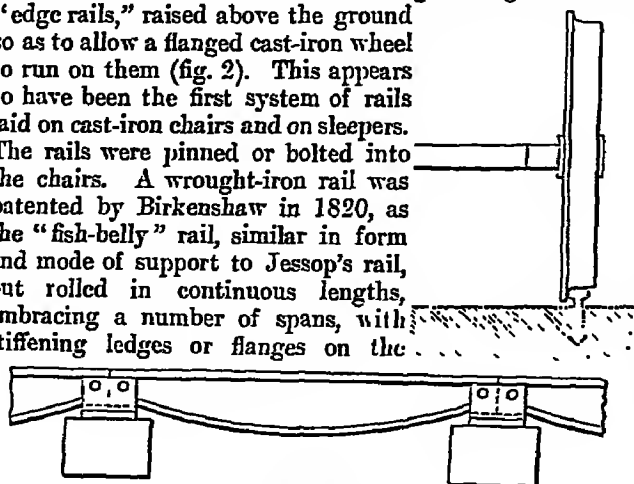 "edge rails," raised above the ground
so as to allow a flanged cast-iron wheel
to run on them (fig. 2). This appears
to have been the first system of rails
laid on cast-iron chairs and on sleepers.
The rails were pinned or bolted into
the chairs. A wrought-iron rail was
patented by Birkenshaw in 1820, as
the "fish-belly" rail, similar in form
and mode of support to Jessop's rail,
but rolled in continuous lengths,
embracing a number of spans, with
stiffening ledges or flanges on the